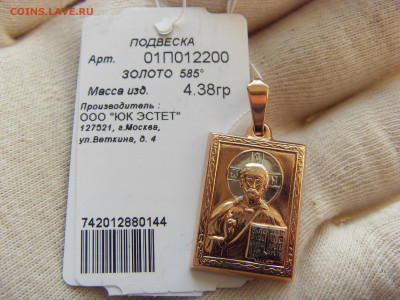 COINS.LAVE.RU
ПОДВЕСКА
Арт. 01П012200
ЗОЛОТО 585°
Масса изд. 4.38гр
Производитель :
ООО "ЮК ЭСТЕТ"
127521, г.Москва,
ул.Веткина, д. 4
742012880144